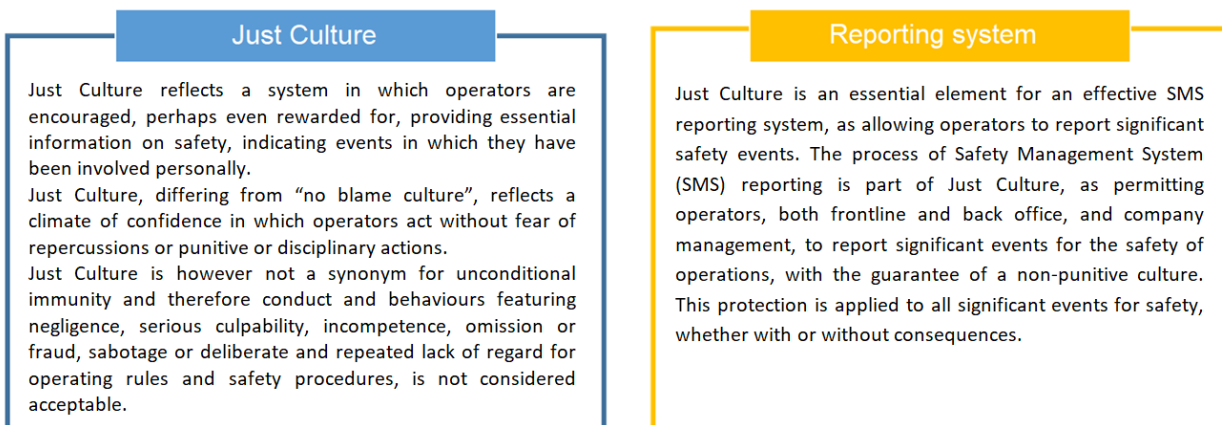 Just Culture
Just Culture reflects a system in which operators are
encouraged, perhaps even rewarded for, providing essential
information on safety, indicating events in which they have
been involved personally.
Just Culture, differing from “no blame culture”, reflects a
climate of confidence in which operators act without fear of
repercussions or punitive or disciplinary actions.
Just Culture is however not a synonym for unconditional
immunity and therefore conduct and behaviours featuring
negligence, serious culpability, incompetence, omission or
fraud, sabotage or deliberate and repeated lack of regard for
operating rules and safety procedures, is not considered
acceptable.
Reporting system
Just Culture is an essential element for an effective SMS
reporting system, as allowing operators to report significant
safety events. The process of Safety Management System
(SMS) reporting is part of Just Culture, as permitting
operators, both frontline and back office, and company
management, to report significant events for the safety of
operations, with the guarantee of a non-punitive culture.
This protection is applied to all significant events for safety,
whether with or without consequences.